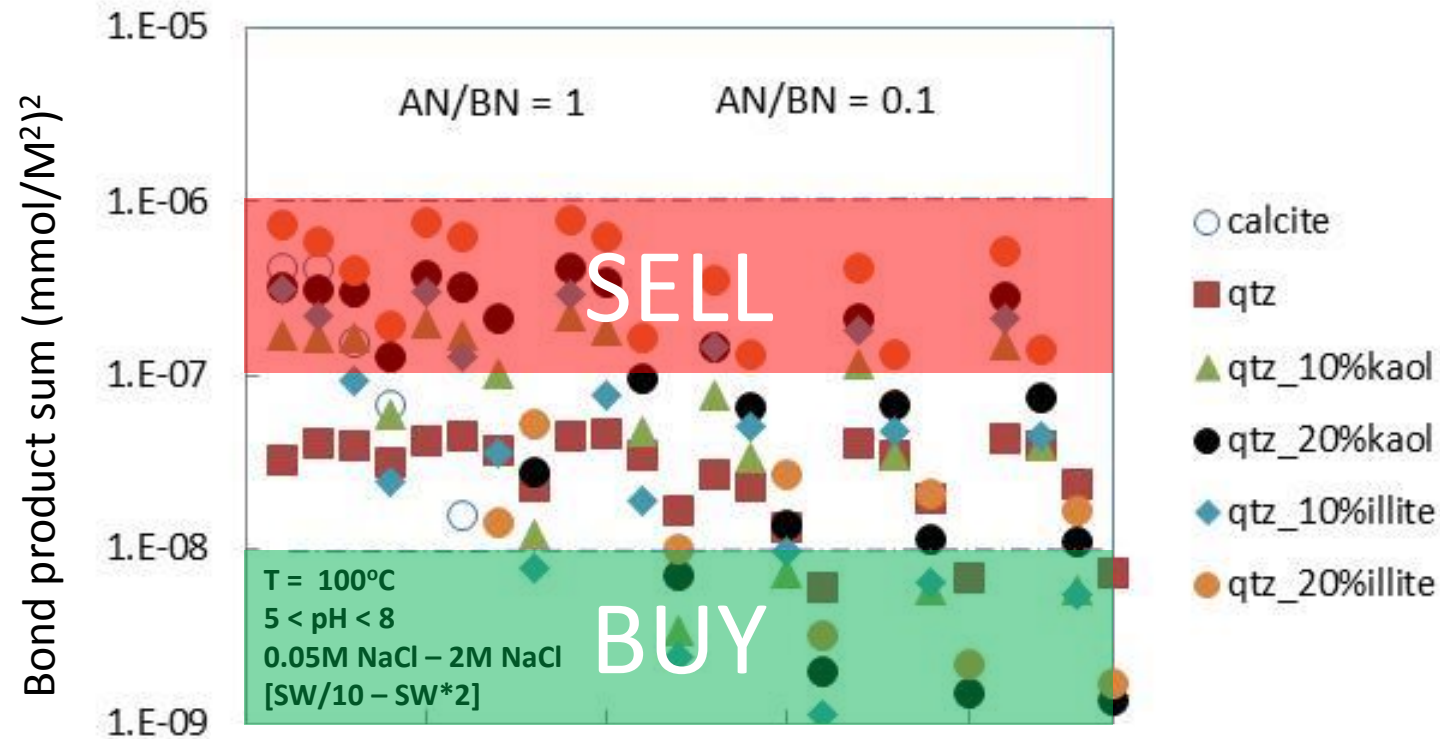 Bond product sum (mmol/M²)²
1.E-05
1.E-06
1.E-07
1.E-08
1.E-09
AN/BN = 1
AN/BN = 0.1
SELL
BUY
T =  100ᵒC
5 < pH < 8
0.05M NaCl – 2M NaCl
[SW/10 – SW*2]
calcite
qtz
qtz_10%kaol
qtz_20%kaol
qtz_10%illite
qtz_20%illite